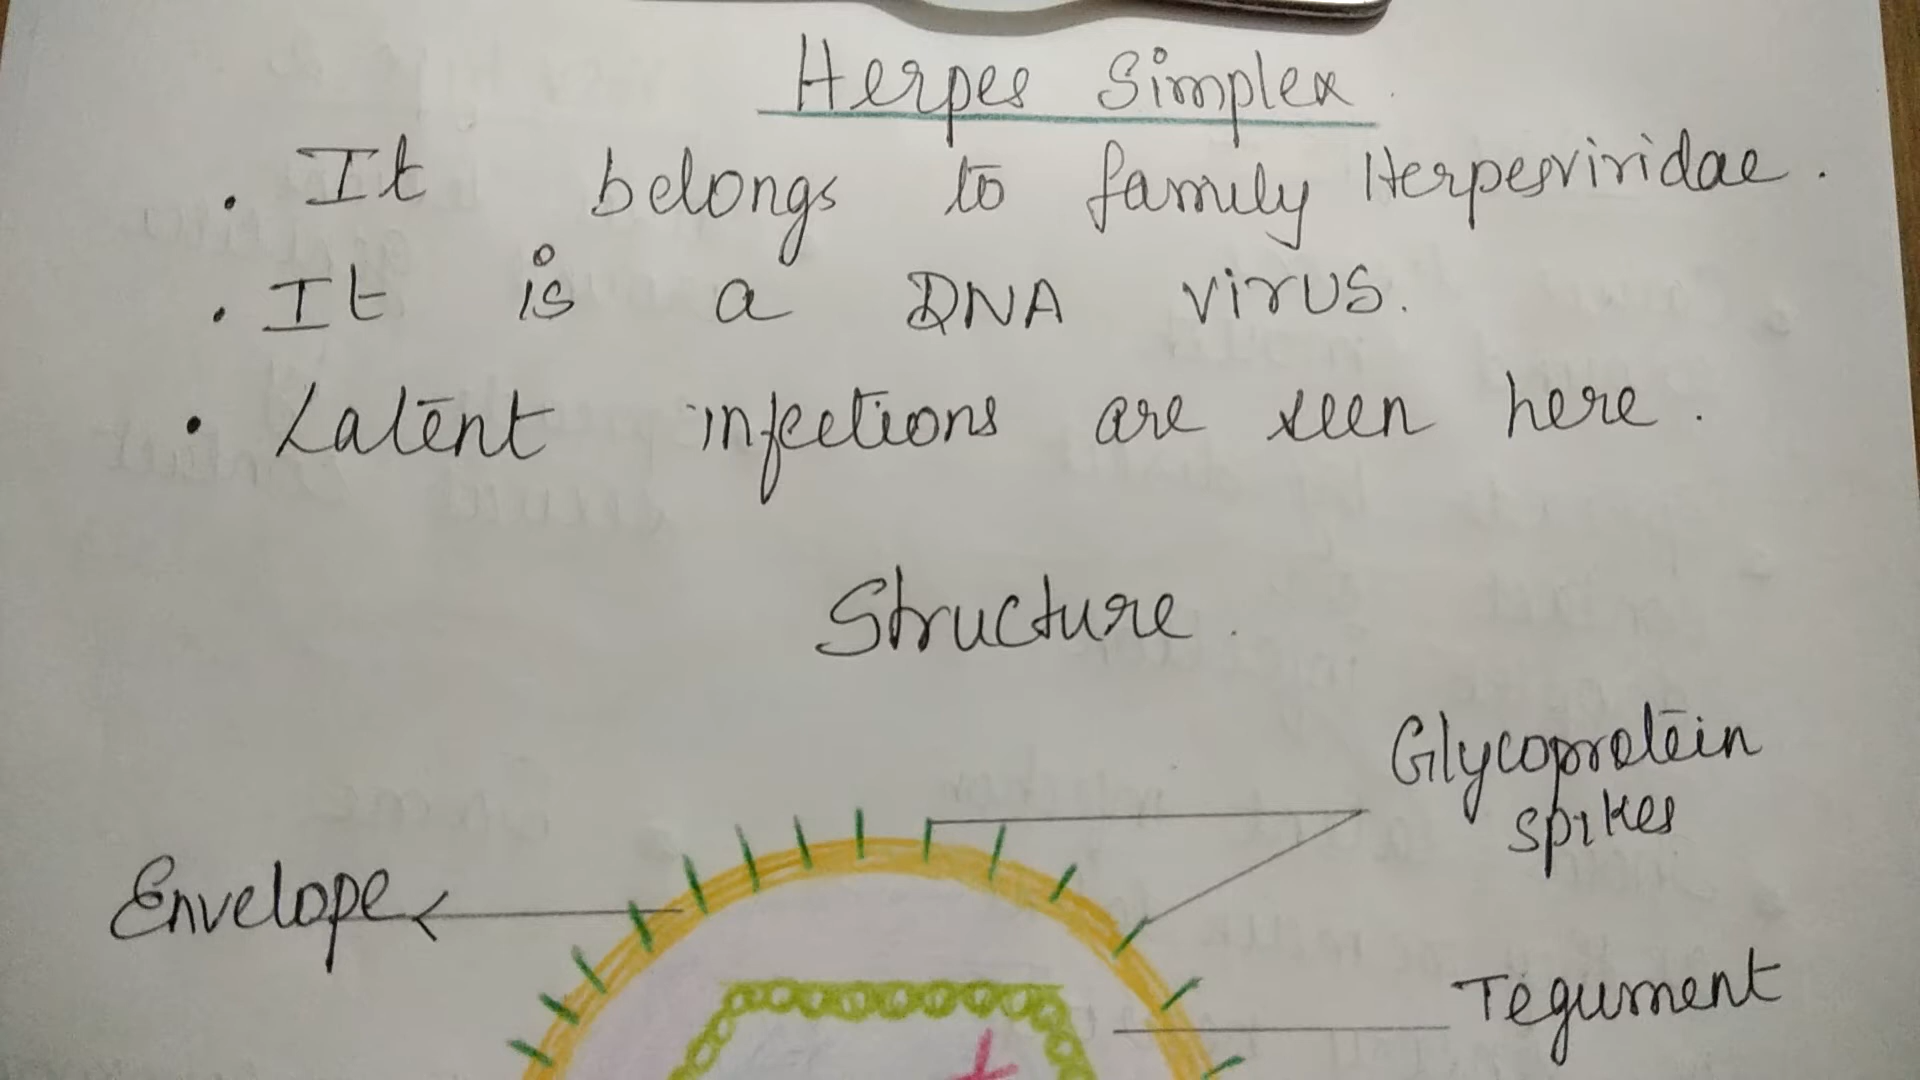 Herpes Simplex
. It belongs to family Herpesviridae.
. It is a DNA virus.
• Latent infections are seen here.
Structure.
Glycoprotein
spikes
Envelope
Tegument